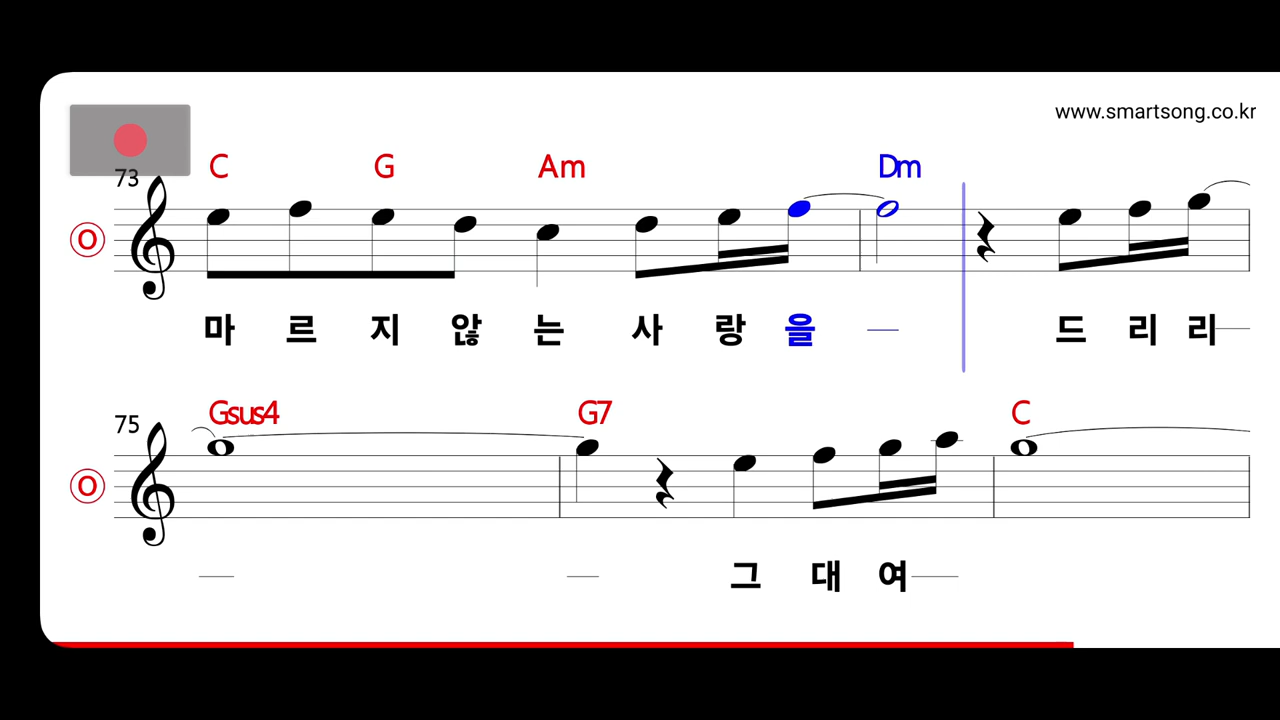 www.smartsong.co.kr
73 C G Am Dm
O
마 르 지 않 는 사 랑 을 드 리 리
75 Gsus4 G7 C
O
그 대 여